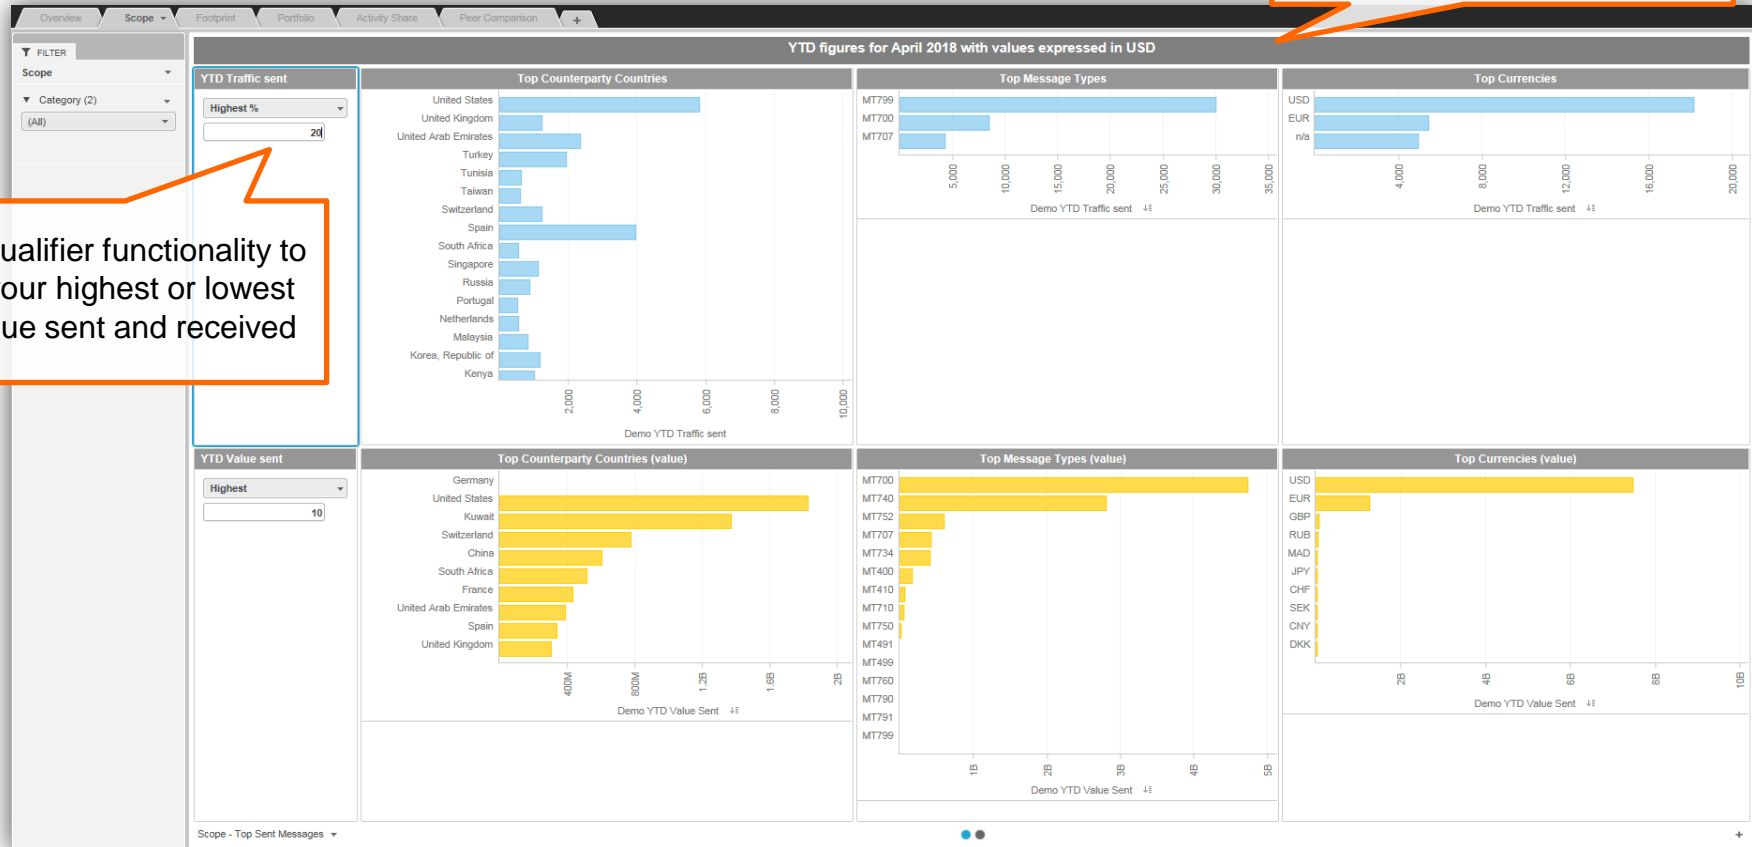 Overview
Scope
Footprint
Portfolio
Activity Share
Peer Comparison
+
FILTER
Scope
Category (2)
(All)
YTD figures for April 2018 with values expressed in USD
YTD Traffic sent
Highest %
20
ualifier functionality to
our highest or lowest
ue sent and received
Top Counterparty Countries
United States
United Kingdom
United Arab Emirates
Turkey
Tunisia
Taiwan
Switzerland
Spain
South Africa
Singapore
Russia
Portugal
Netherlands
Malaysia
Korea, Republic of
Kenya
2,000
4,000
6,000
8,000
10,000
Demo YTD Traffic sent
Top Message Types
MT799
MT700
MT707
5,000
10,000
15,000
20,000
25,000
30,000
35,000
Demo YTD Traffic sent
Top Currencies
USD
EUR
n/a
4,000
8,000
12,000
16,000
20,000
Demo YTD Traffic sent
YTD Value sent
Highest
10
Top Counterparty Countries (value)
Germany
United States
Kuwait
Switzerland
China
South Africa
France
United Arab Emirates
Spain
United Kingdom
400M
800M
1.2B
1.6B
2B
Demo YTD Value Sent
Top Message Types (value)
MT700
MT740
MT752
MT707
MT734
MT400
MT410
MT710
MT750
MT491
MT499
MT760
MT790
MT791
MT799
1B
2B
3B
4B
5B
Demo YTD Value Sent
Top Currencies (value)
USD
EUR
GBP
RUB
MAD
JPY
CHF
SEK
CNY
DKK
2B
4B
6B
8B
10B
Demo YTD Value Sent
Scope - Top Sent Messages
+